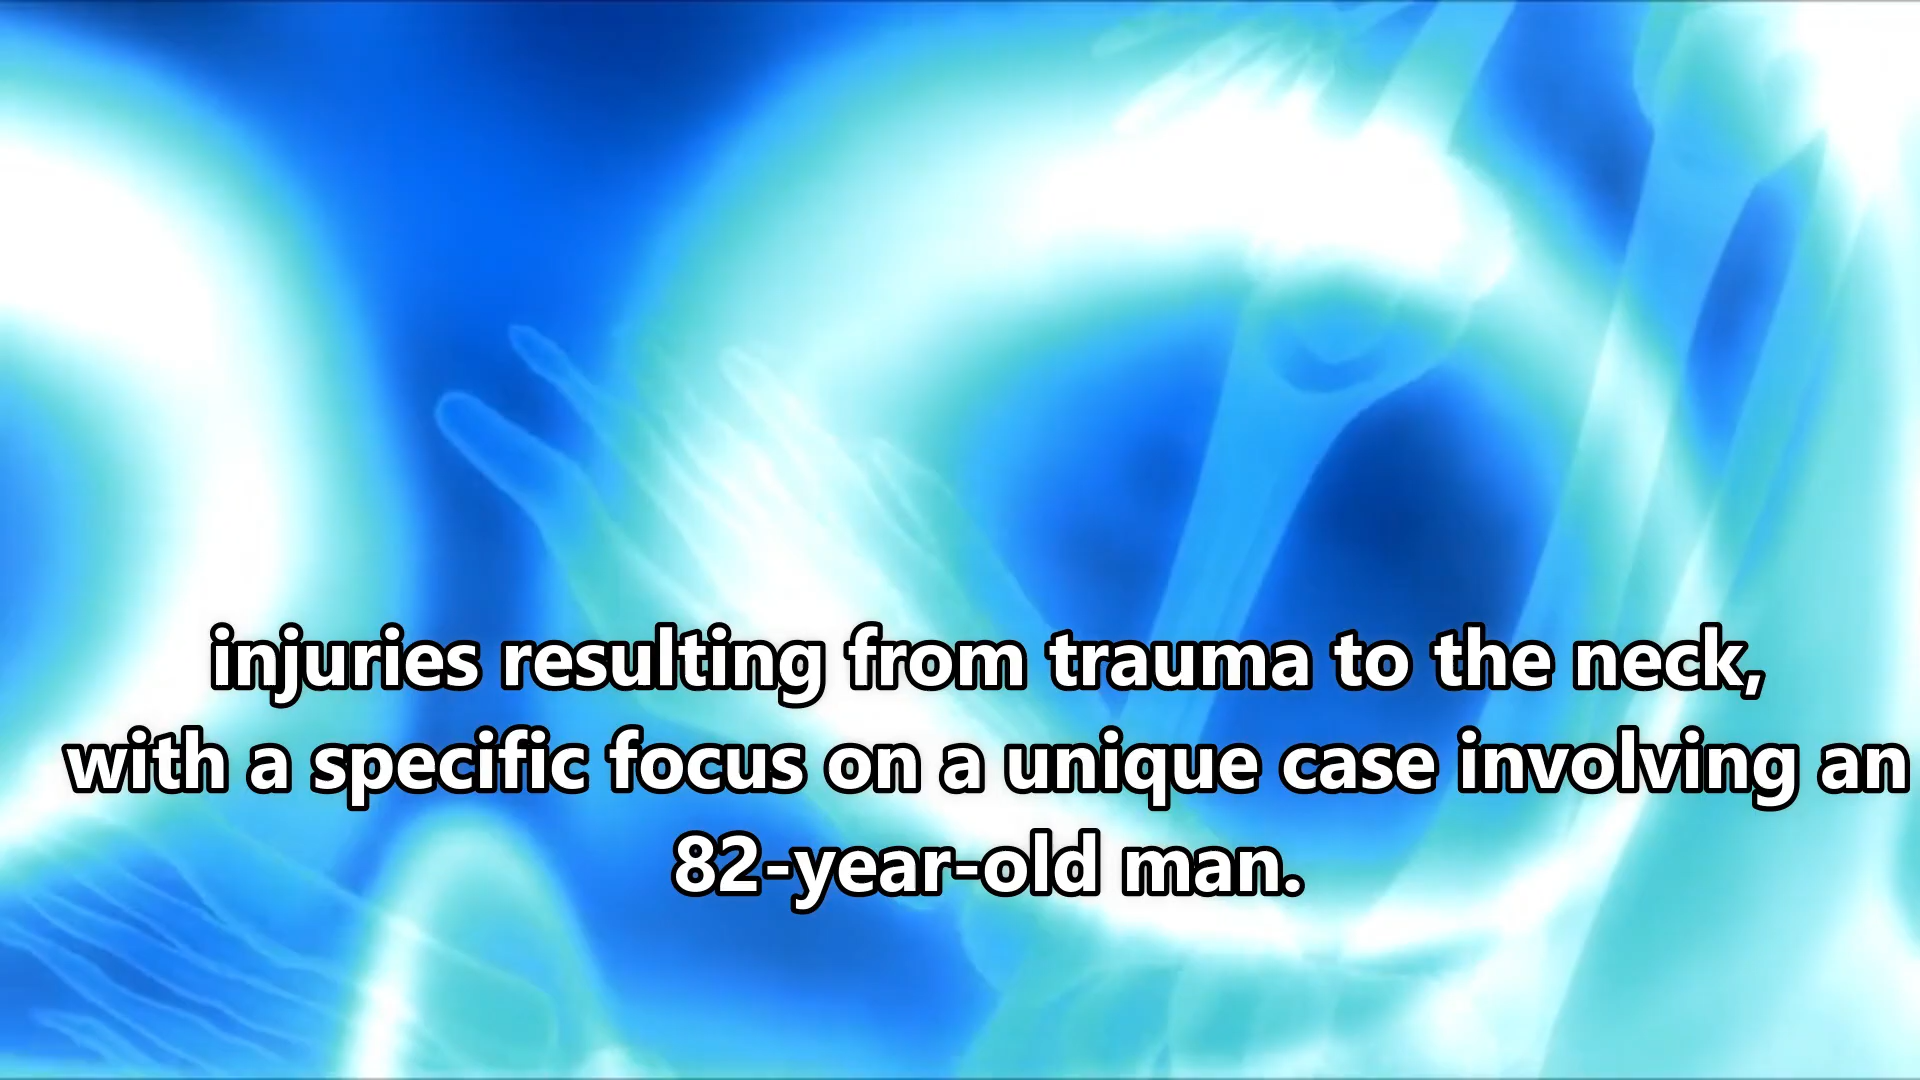 injuries resulting from trauma to the neck,
with a specific focus on a unique case involving an
82-year-old man.